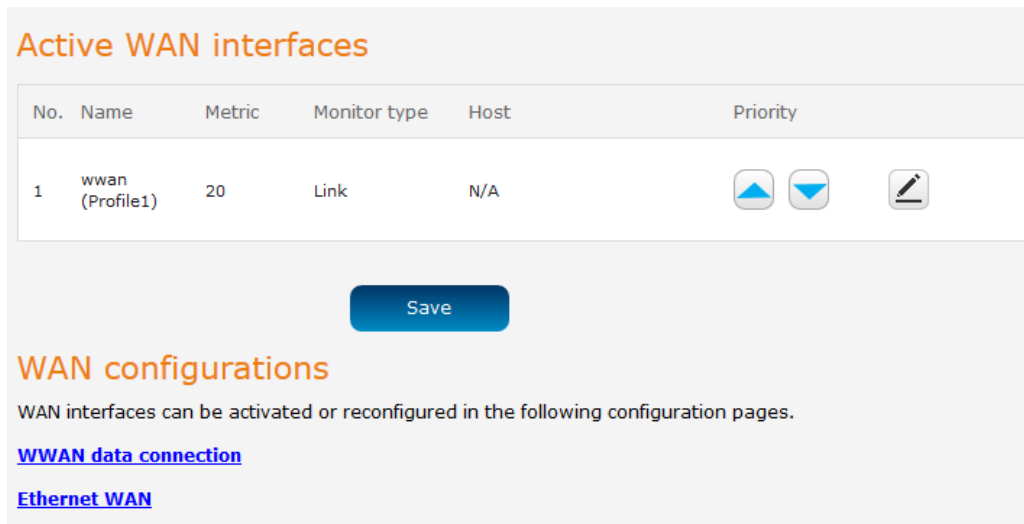 Active WAN interfaces
No. Name Metric Monitor type Host Priority
1 wwan (Profile1) 20 Link N/A
Save
WAN configurations
WAN interfaces can be activated or reconfigured in the following configuration pages.
WWAN data connection
Ethernet WAN